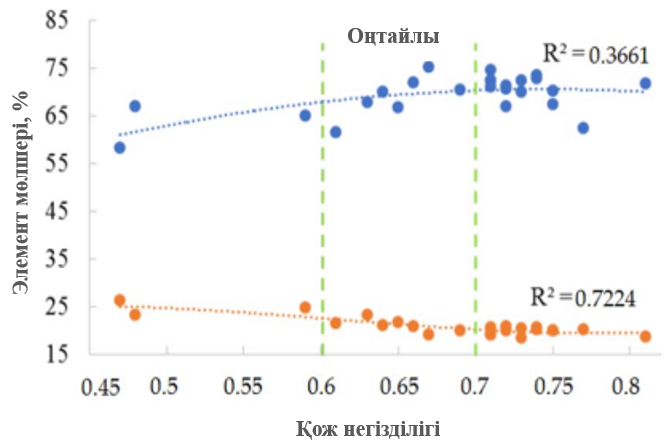 Оңтайлы
R² = 0.3661
R² = 0.7224
Элемент мөлшері, %
85
75
65
55
45
35
25
15
0.45 0.5 0.55 0.6 0.65 0.7 0.75 0.8
Қож негізділігі